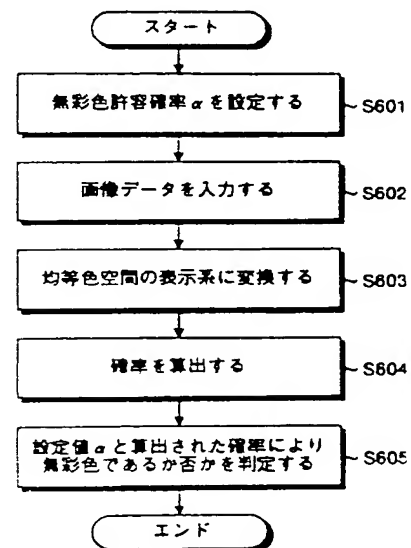 スタート
無彩色許容確率αを設定する
S601
画像データを入力する
S602
均等色空間の表示系に変換する
S603
確率を算出する
S604
設定値αと算出された確率により
無彩色であるか否かを判定する
S605
エンド